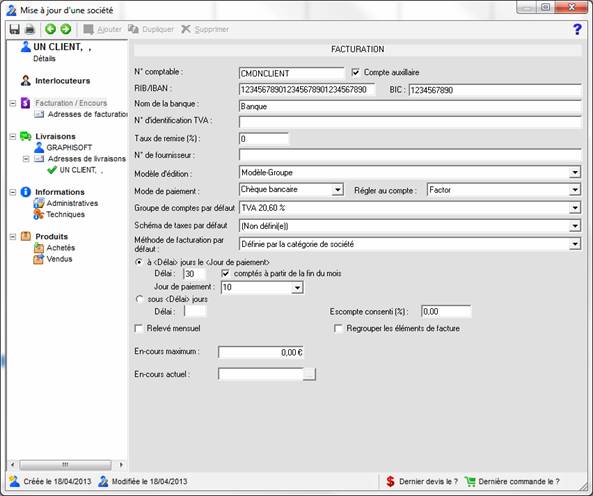 Mise à jour d'une société
Ajouter Dupliquer Supprimer ?
UN CLIENT, ,
Détails
Interlocuteurs
Facturation / Encours
Adresses de facturation
Livraisons
GRAPHISOFT
Adresses de livraisons
UN CLIENT, ,
Informations
Administratives
Techniques
Produits
Achetés
Vendus
FACTURATION
N° comptable : CMONCLIENT Compte auxillaire
RIB/IBAN : 123456789012345678901234567890 BIC : 1234567890
Nom de la banque : Banque
N° d'identification TVA :
Taux de remise (%) : 0
N° de fournisseur :
Modèle d'édition : Modèle-Groupe
Mode de paiement : Chèque bancaire Régler au compte : Factor
Groupe de comptes par défaut TVA 20,60 %
Schéma de taxes par défaut (Non défini(e))
Méthode de facturation par défaut : Définie par la catégorie de société
à <Délai> jours le <Jour de paiement>
Délai : 30 comptés à partir de la fin du mois
Jour de paiement : 10
sous <Délai> jours
Délai : Escompte consenti (%) : 0,00
Relevé mensuel Regrouper les éléments de facture
En-cours maximum : 0,00 €
En-cours actuel : ...
Créée le 18/04/2013 Modifiée le 18/04/2013 Dernier devis le ? Dernière commande le ?